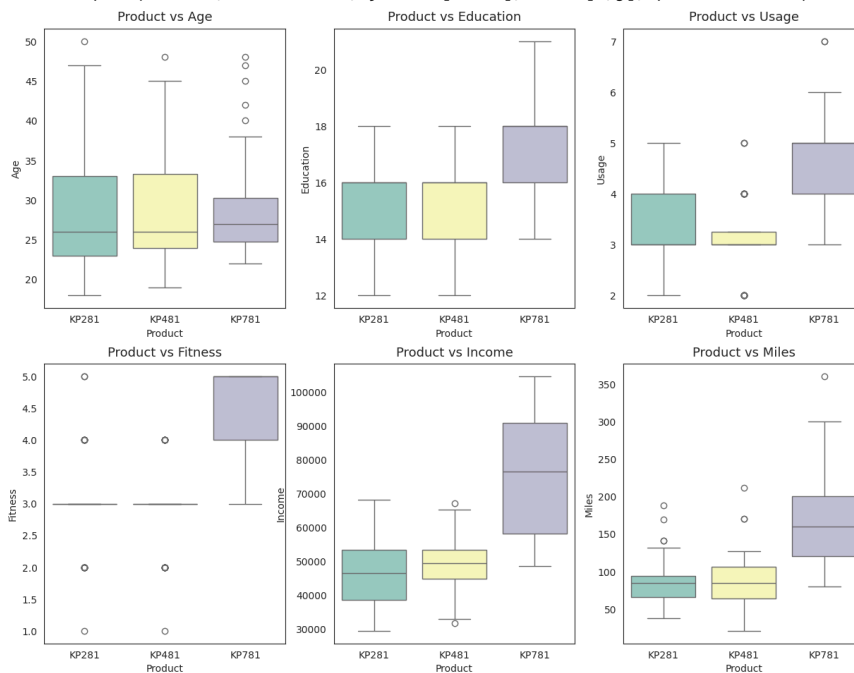 Product vs Age
50
45
40
35
30
25
20
Age
KP281 KP481 KP781
Product
Product vs Education
20
18
16
14
12
Education
KP281 KP481 KP781
Product
Product vs Usage
7
6
5
4
3
2
Usage
KP281 KP481 KP781
Product
Product vs Fitness
5.0
4.5
4.0
3.5
3.0
2.5
2.0
1.5
1.0
Fitness
KP281 KP481 KP781
Product
Product vs Income
100000
90000
80000
70000
60000
50000
40000
30000
Income
KP281 KP481 KP781
Product
Product vs Miles
350
300
250
200
150
100
50
Miles
KP281 KP481 KP781
Product